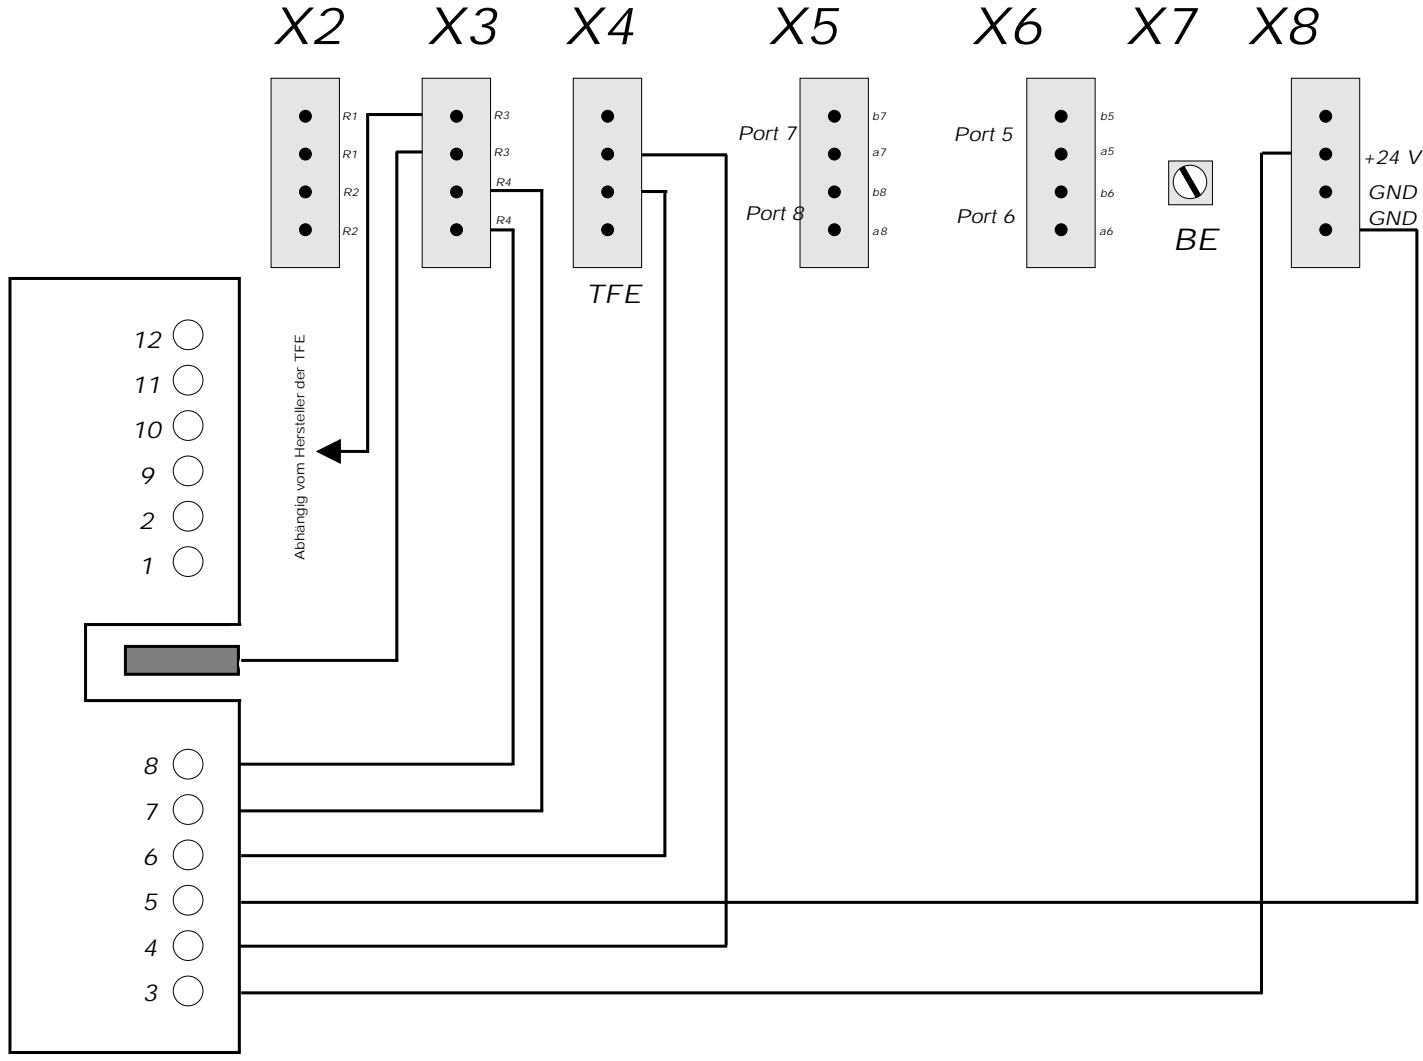 X2 X3 X4 X5 X6 X7 X8
R1
R1
R2
R2
R3
R3
R4
R4
TFE
Port 7
Port 8
b7
a7
b8
a8
Port 5
Port 6
b5
a5
b6
a6
BE
+24 V
GND
GND
Abhängig vom Hersteller der TFE
12
11
10
9
2
1
8
7
6
5
4
3